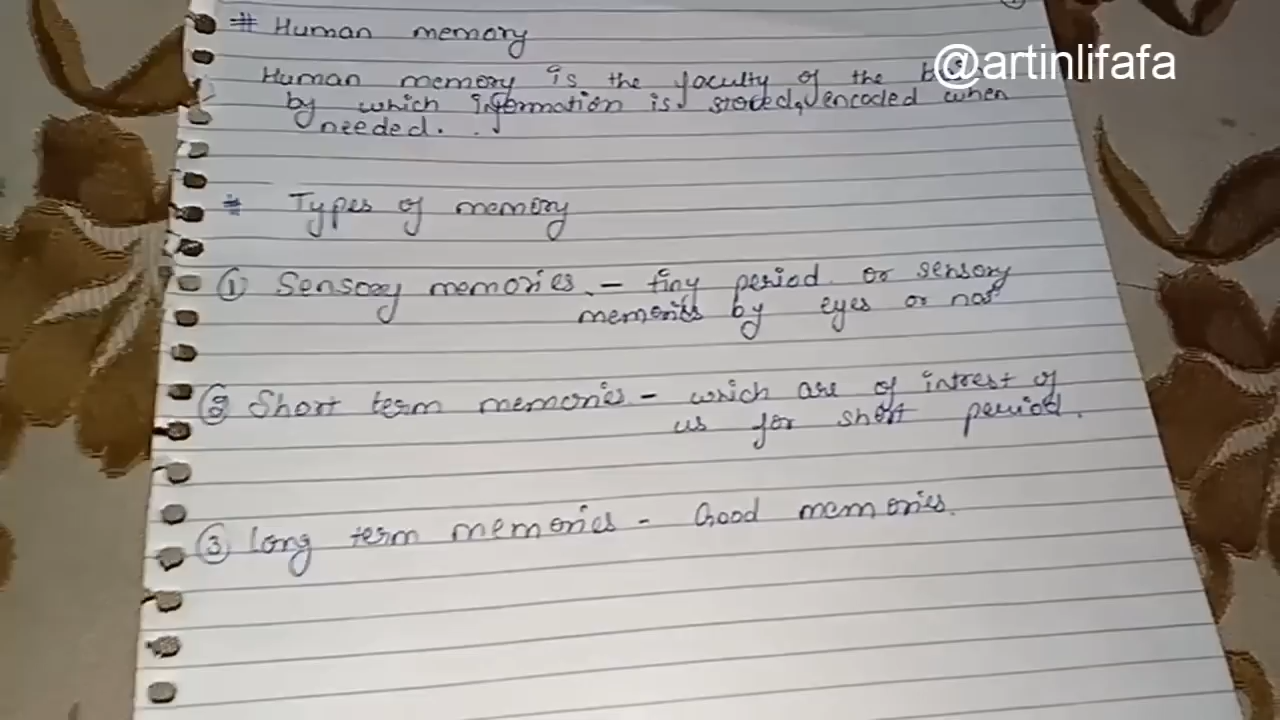 # Human memory
@artinlifafa
Human memory is the faculty of the
by which information is stored, encoded when
needed.
# Types of memory
① Sensory memories - tiny period or sensory
by eyes or not
② Short term memories - which are of intrest of
us for short period.
③ long term memories - Good memories.